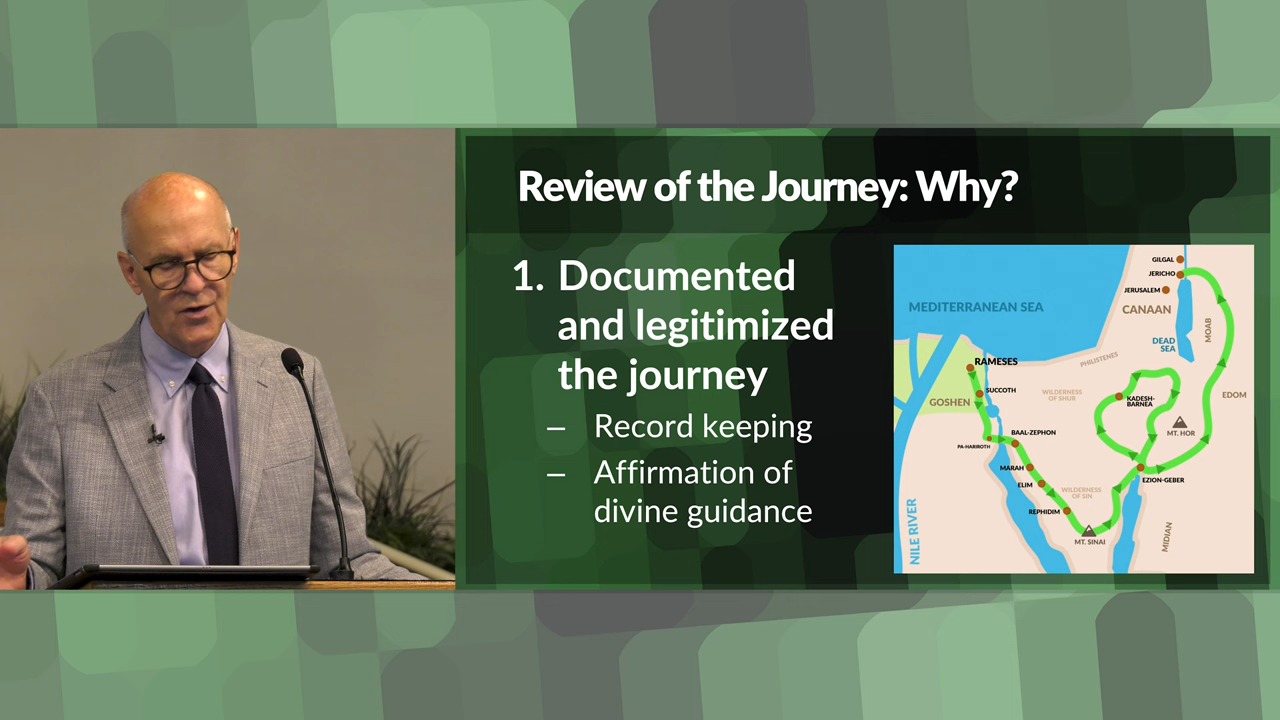 Review of the Journey: Why?
1. Documented
and legitimized
the journey
– Record keeping
– Affirmation of
divine guidance
GILGAL
JERICHO
JERUSALEM
MEDITERRANEAN SEA
CANAAN
MOAB
DEAD
SEA
PHILISTENES
RAMESES
SUCCOTH
WILDERNESS
OF SHUR
KADESH-
BARNEA
EDOM
GOSHEN
MT. HOR
BAAL-ZEPHON
PA-HARIROTH
MARAH
EZION-GEBER
ELIM
WILDERNESS
OF SIN
REPHIDIM
NILE RIVER
MT. SINAI
MIDIAN